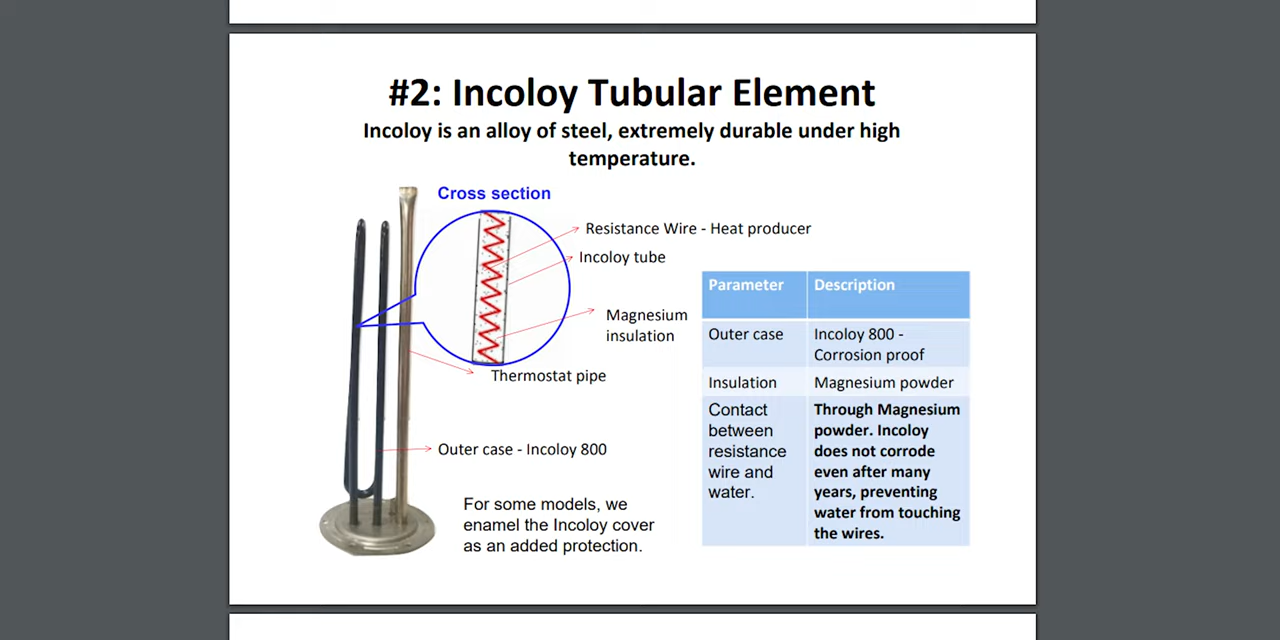 #2: Incoloy Tubular Element
Incoloy is an alloy of steel, extremely durable under high
temperature.
Cross section
Resistance Wire - Heat producer
Incoloy tube
Magnesium
insulation
Thermostat pipe
Outer case - Incoloy 800
For some models, we
enamel the Incoloy cover
as an added protection.
Parameter
Description
Outer case
Incoloy 800 -
Corrosion proof
Insulation
Magnesium powder
Contact
between
resistance
wire and
water.
Through Magnesium
powder. Incoloy
does not corrode
even after many
years, preventing
water from touching
the wires.